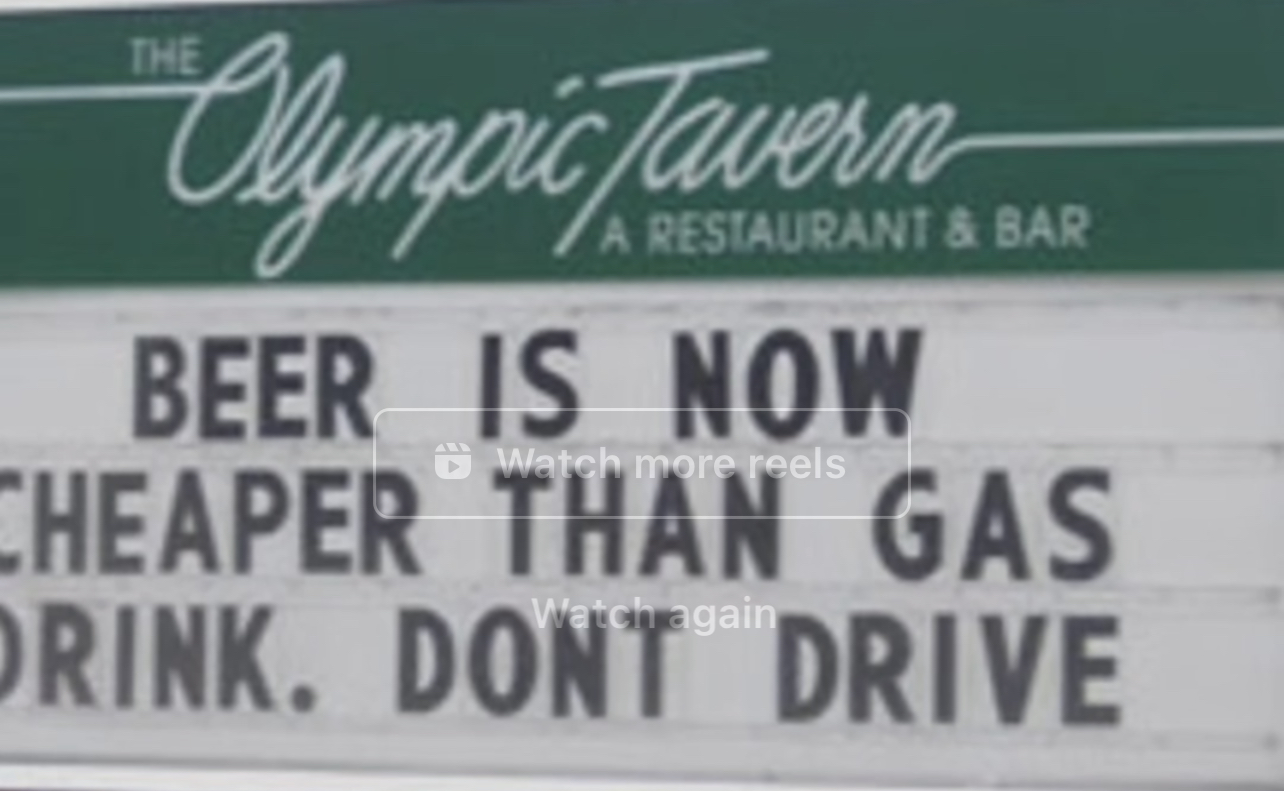 THE
Olympic Tavern
A RESTAURANT & BAR
BEER IS NOW
Watch more reels
CHEAPER THAN GAS
Watch again
DRINK. DONT DRIVE